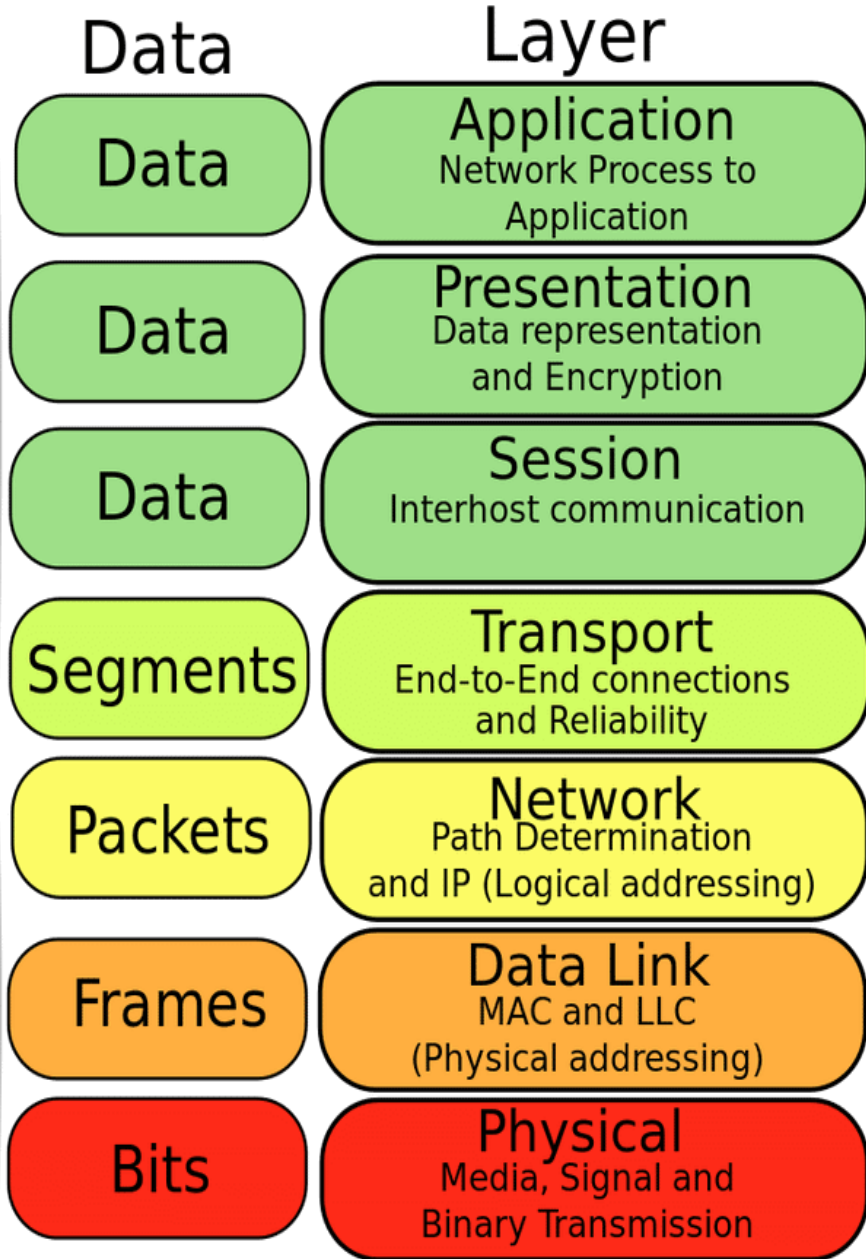 Data
Layer
Data
Application
Network Process to
Application
Data
Presentation
Data representation
and Encryption
Data
Session
Interhost communication
Segments
Transport
End-to-End connections
and Reliability
Packets
Network
Path Determination
and IP (Logical addressing)
Frames
Data Link
MAC and LLC
(Physical addressing)
Bits
Physical
Media, Signal and
Binary Transmission